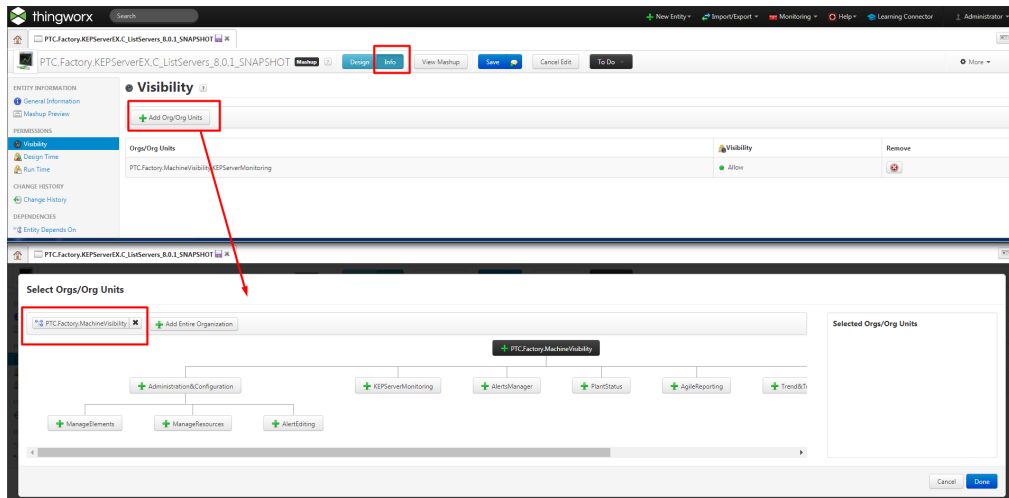 thingworx Search New Entity Import/Export Monitoring Help Learning Connector Administrator
PTC.Factory.KEPServerEX.C_ListServers_8.0.1_SNAPSHOT
PTC.Factory.KEPServerEX.C_ListServers_8.0.1_SNAPSHOT Mashup Design Info View Mashup Save Cancel Edit To Do More
ENTITY INFORMATION
General Information
Mashup Preview
PERMISSIONS
Visibility
Design Time
Run Time
CHANGE HISTORY
Change History
DEPENDENCIES
Entity Depends On
Visibility
Add Org/Org Units
Orgs/Org Units Visibility Remove
PTC.Factory.MachineVisibility:KEPServerMonitoring Allow
PTC.Factory.KEPServerEX.C_ListServers_8.0.1_SNAPSHOT
Select Orgs/Org Units
PTC.Factory.MachineVisibility Add Entire Organization
Selected Orgs/Org Units
PTC.Factory.MachineVisibility
Administration&Configuration KEPServerMonitoring AlertsManager PlantStatus AgileReporting
ManageElements ManageResources AlertEditing
Cancel Done